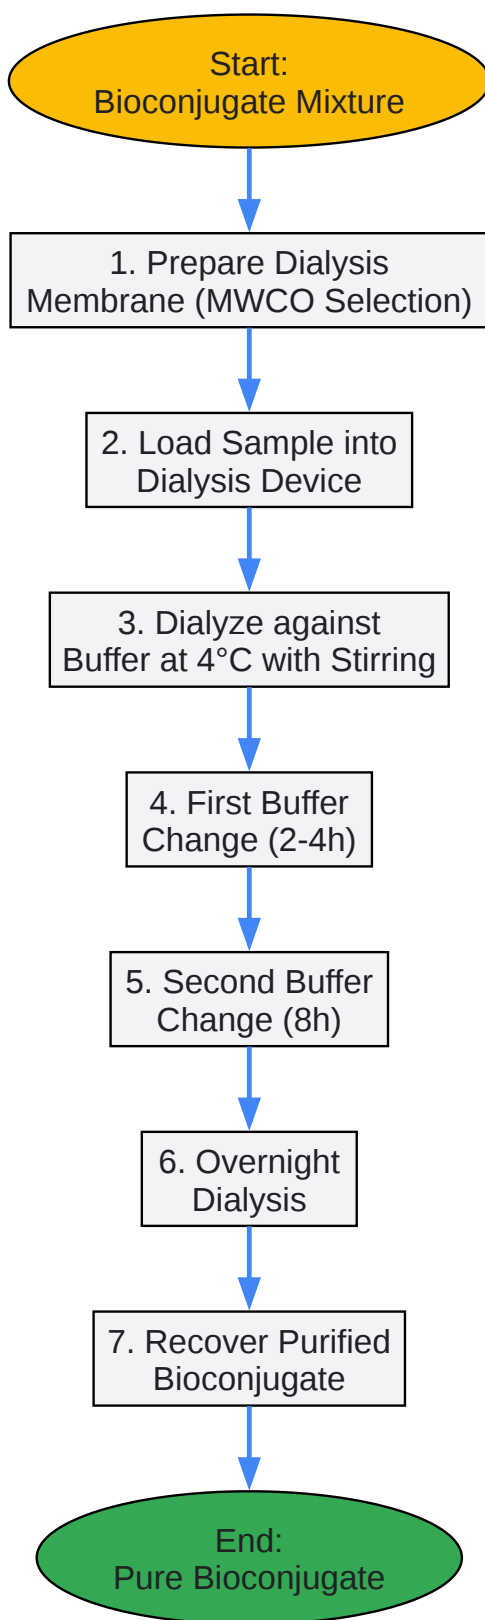 Start:
Bioconjugate Mixture
1. Prepare Dialysis
Membrane (MWCO Selection)
2. Load Sample into
Dialysis Device
3. Dialyze against
Buffer at 4°C with Stirring
4. First Buffer
Change (2-4h)
5. Second Buffer
Change (8h)
6. Overnight
Dialysis
7. Recover Purified
Bioconjugate
End:
Pure Bioconjugate